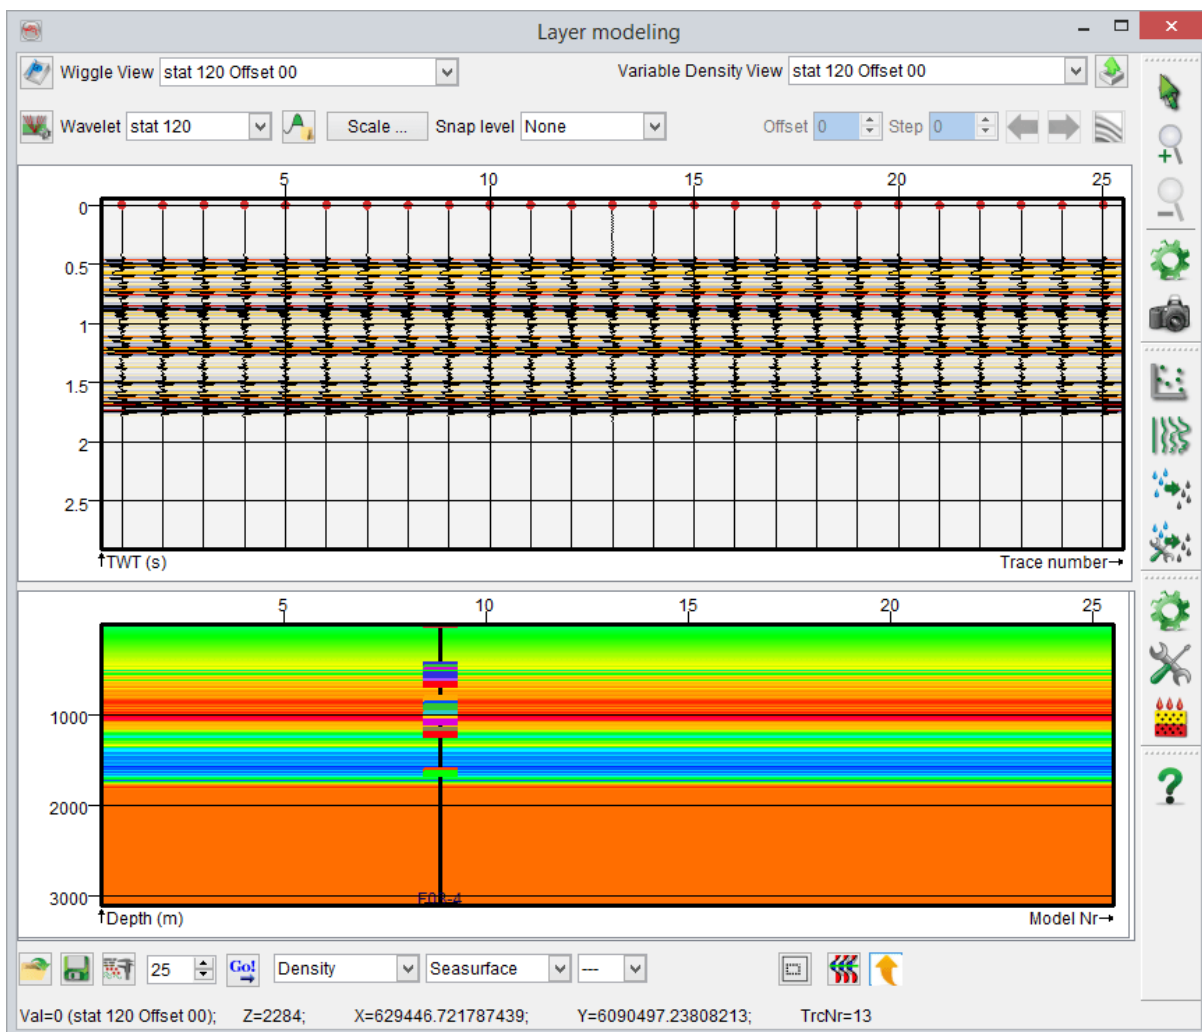 Layer modeling
Wiggle View stat 120 Offset 00 Variable Density View stat 120 Offset 00
Wavelet stat 120 Scale ... Snap level None Offset 0 Step 0
5 10 15 20 25
0
0.5
1
1.5
2
2.5
TWT (s) Trace number
5 10 15 20 25
1000
2000
3000
Depth (m) Model Nr
25 Go! Density Seasurface ---
Val=0 (stat 120 Offset 00); Z=2284; X=629446.721787439; Y=6090497.23808213; TrcNr=13